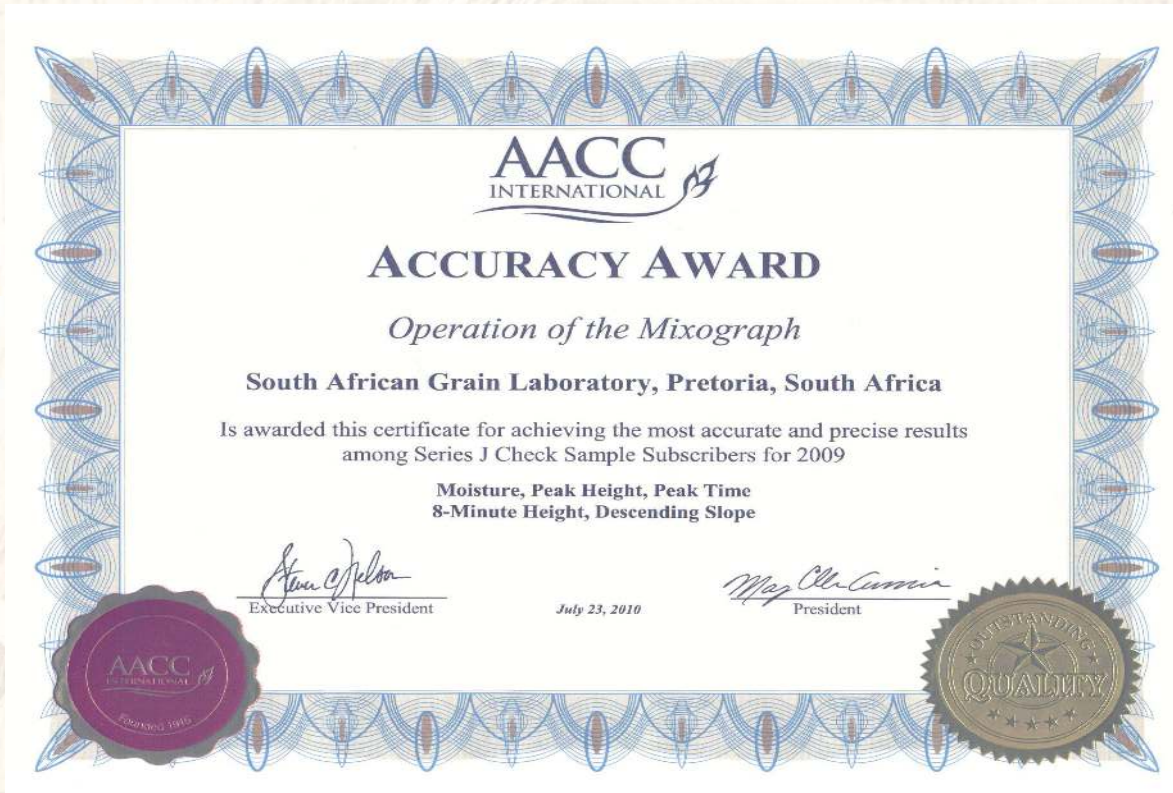 AACC
INTERNATIONAL
ACCURACY AWARD
Operation of the Mixograph
South African Grain Laboratory, Pretoria, South Africa
Is awarded this certificate for achieving the most accurate and precise results
among Series J Check Sample Subscribers for 2009
Moisture, Peak Height, Peak Time
8-Minute Height, Descending Slope
Executive Vice President
July 23, 2010
President
AACC
INTERNATIONAL
OUTSTANDING
QUALITY